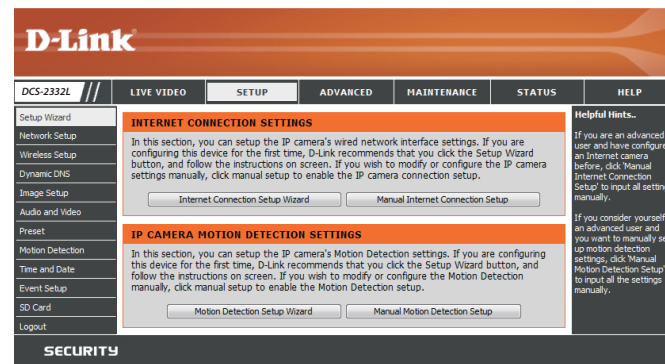 D-Link
DCS-2332L // LIVE VIDEO SETUP ADVANCED MAINTENANCE STATUS HELP
Setup Wizard
Network Setup
Wireless Setup
Dynamic DNS
Image Setup
Audio and Video
Preset
Motion Detection
Time and Date
Event Setup
SD Card
Logout
INTERNET CONNECTION SETTINGS
In this section, you can setup the IP camera's wired network interface settings. If you are
configuring this device for the first time, D-Link recommends that you click the Setup Wizard
button, and follow the instructions on screen. If you wish to modify or configure the IP camera
settings manually, click manual setup to enable the IP camera connection setup.
Internet Connection Setup Wizard Manual Internet Connection Setup
IP CAMERA MOTION DETECTION SETTINGS
In this section, you can setup the IP camera's Motion Detection settings. If you are configuring
this device for the first time, D-Link recommends that you click the Setup Wizard button, and
follow the instructions on screen. If you wish to modify or configure the Motion Detection
manually, click manual setup to enable the Motion Detection setup.
Motion Detection Setup Wizard Manual Motion Detection Setup
Helpful Hints..
If you are an advanced
user and have configure
an Internet camera
before, click 'Manual
Internet Connection
Setup' to input all setting
manually.
If you consider yourself
an advanced user and
you want to manually se
up motion detection
settings, click 'Manual
Motion Detection Setup'
to input all the settings
manually.
SECURITY